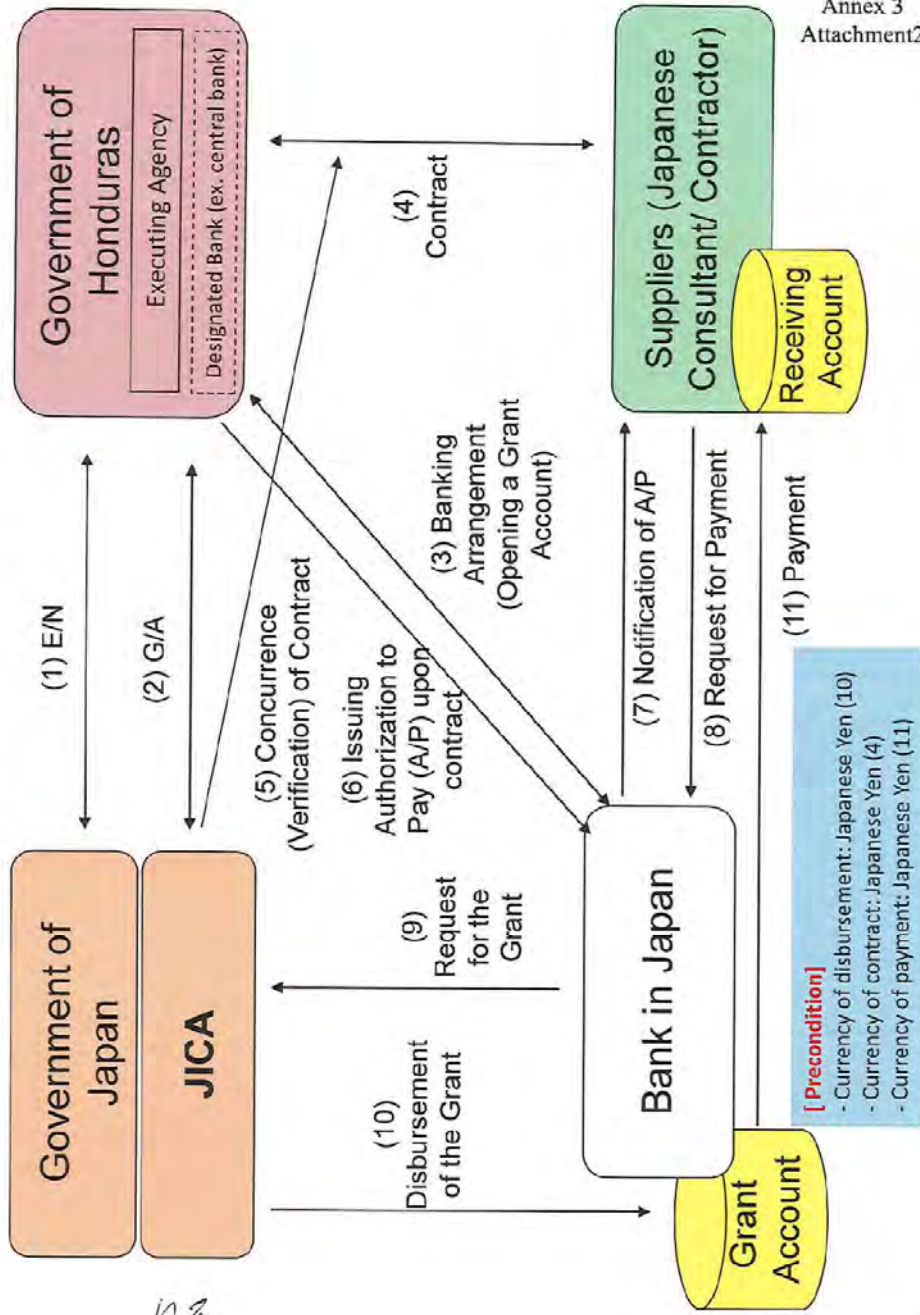 Annex 3
Attachment2
Government of
Japan
JICA
(1) E/N
(2) G/A
Government of
Honduras
Executing Agency
Designated Bank (ex. central bank)
(5) Concurrence
(Verification) of Contract
(6) Issuing
Authorization to
Pay (A/P) upon
contract
(4)
Contract
(9)
Request
for the
Grant
(10)
Disbursement
of the Grant
(3) Banking
Arrangement
(Opening a Grant
Account)
Bank in Japan
Grant
Account
(7) Notification of A/P
(8) Request for Payment
(11) Payment
Suppliers (Japanese
Consultant/ Contractor)
Receiving
Account
[ Precondition]
- Currency of disbursement: Japanese Yen (10)
- Currency of contract: Japanese Yen (4)
- Currency of payment: Japanese Yen (11)